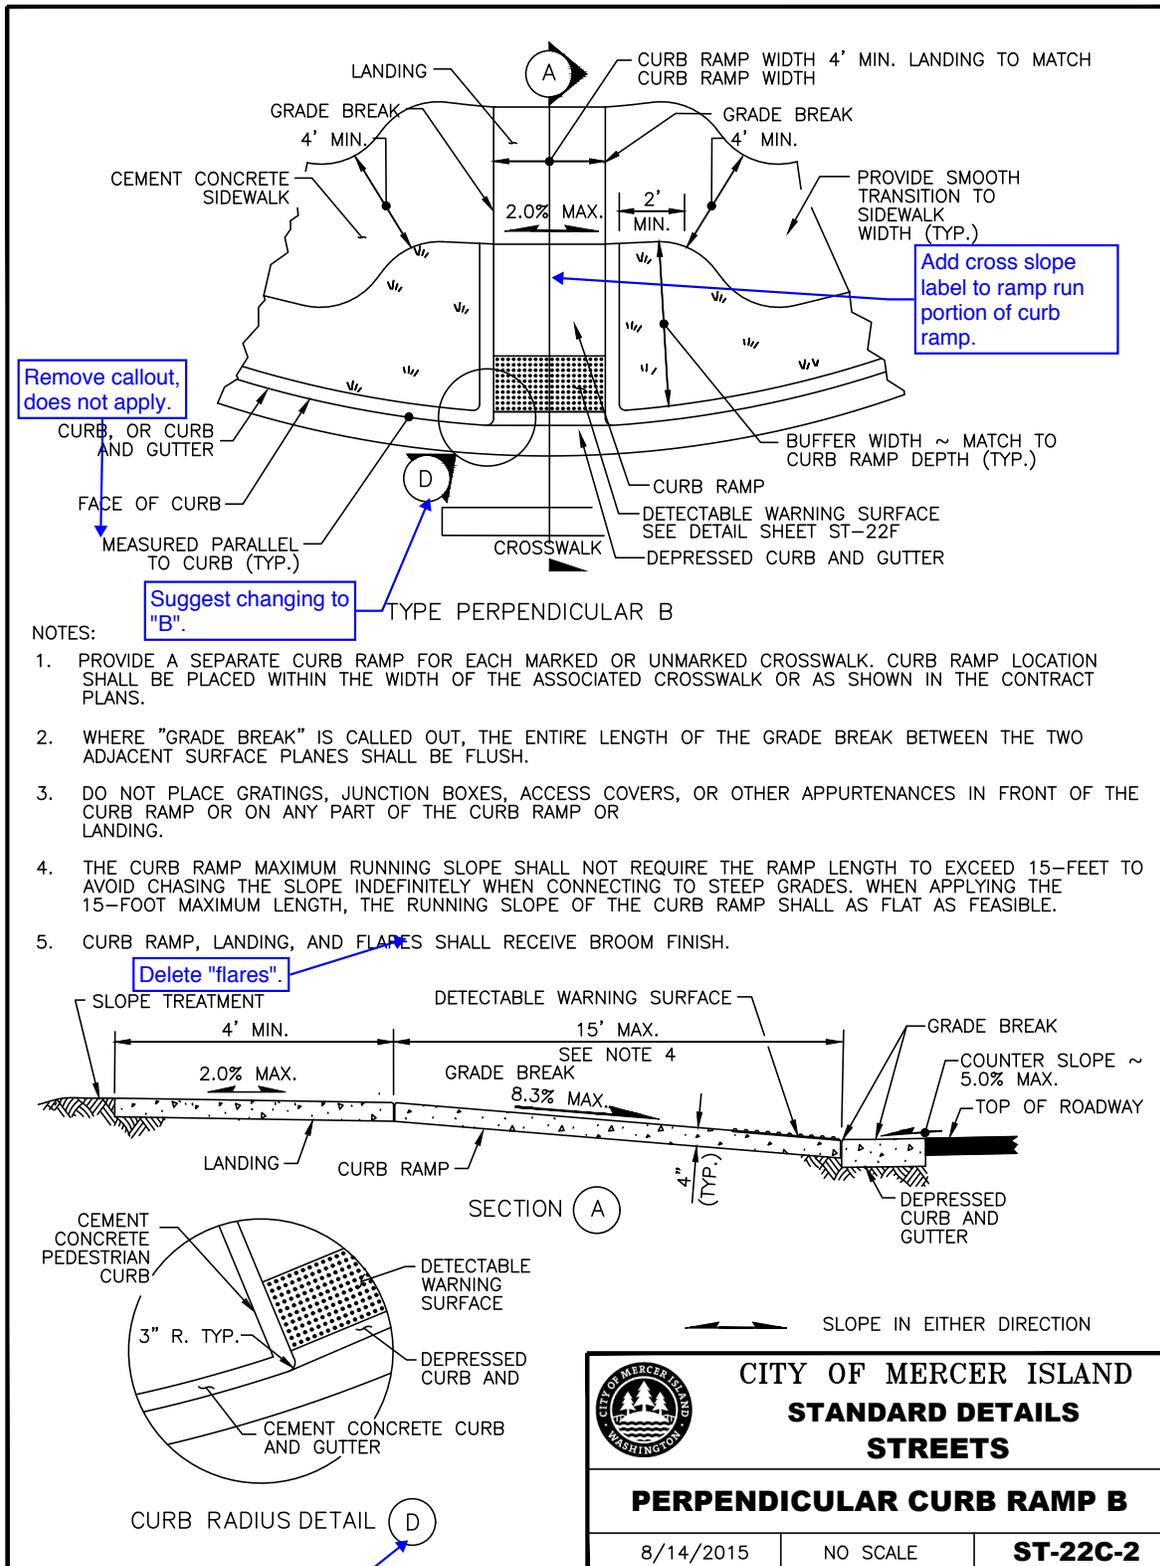 A
LANDING
CURB RAMP WIDTH 4' MIN. LANDING TO MATCH
CURB RAMP WIDTH
GRADE BREAK
GRADE BREAK
4' MIN.
4' MIN.
CEMENT CONCRETE
SIDEWALK
PROVIDE SMOOTH
TRANSITION TO
SIDEWALK
WIDTH (TYP.)
2.0% MAX.
2'
MIN.
Add cross slope
label to ramp run
portion of curb
ramp.
Remove callout,
does not apply.
CURB, OR CURB
AND GUTTER
BUFFER WIDTH ~ MATCH TO
CURB RAMP DEPTH (TYP.)
D
CURB RAMP
FACE OF CURB
DETECTABLE WARNING SURFACE
SEE DETAIL SHEET ST-22F
MEASURED PARALLEL
TO CURB (TYP.)
CROSSWALK
DEPRESSED CURB AND GUTTER
Suggest changing to
"B".
TYPE PERPENDICULAR B
NOTES:
1. PROVIDE A SEPARATE CURB RAMP FOR EACH MARKED OR UNMARKED CROSSWALK. CURB RAMP LOCATION
SHALL BE PLACED WITHIN THE WIDTH OF THE ASSOCIATED CROSSWALK OR AS SHOWN IN THE CONTRACT
PLANS.
2. WHERE "GRADE BREAK" IS CALLED OUT, THE ENTIRE LENGTH OF THE GRADE BREAK BETWEEN THE TWO
ADJACENT SURFACE PLANES SHALL BE FLUSH.
3. DO NOT PLACE GRATINGS, JUNCTION BOXES, ACCESS COVERS, OR OTHER APPURTENANCES IN FRONT OF THE
CURB RAMP OR ON ANY PART OF THE CURB RAMP OR
LANDING.
4. THE CURB RAMP MAXIMUM RUNNING SLOPE SHALL NOT REQUIRE THE RAMP LENGTH TO EXCEED 15-FEET TO
AVOID CHASING THE SLOPE INDEFINITELY WHEN CONNECTING TO STEEP GRADES. WHEN APPLYING THE
15-FOOT MAXIMUM LENGTH, THE RUNNING SLOPE OF THE CURB RAMP SHALL AS FLAT AS FEASIBLE.
5. CURB RAMP, LANDING, AND FLARES SHALL RECEIVE BROOM FINISH.
Delete "flares".
SLOPE TREATMENT
DETECTABLE WARNING SURFACE
4' MIN.
15' MAX.
SEE NOTE 4
GRADE BREAK
COUNTER SLOPE ~
5.0% MAX.
2.0% MAX.
GRADE BREAK
8.3% MAX.
TOP OF ROADWAY
LANDING
CURB RAMP
4"
(TYP.)
DEPRESSED
CURB AND
GUTTER
SECTION A
CEMENT
CONCRETE
PEDESTRIAN
CURB
DETECTABLE
WARNING
SURFACE
3" R. TYP.
DEPRESSED
CURB AND
CEMENT CONCRETE CURB
AND GUTTER
CURB RADIUS DETAIL D
SLOPE IN EITHER DIRECTION
CITY OF MERCER ISLAND
WASHINGTON
CITY OF MERCER ISLAND
STANDARD DETAILS
STREETS
PERPENDICULAR CURB RAMP B
8/14/2015
NO SCALE
ST-22C-2